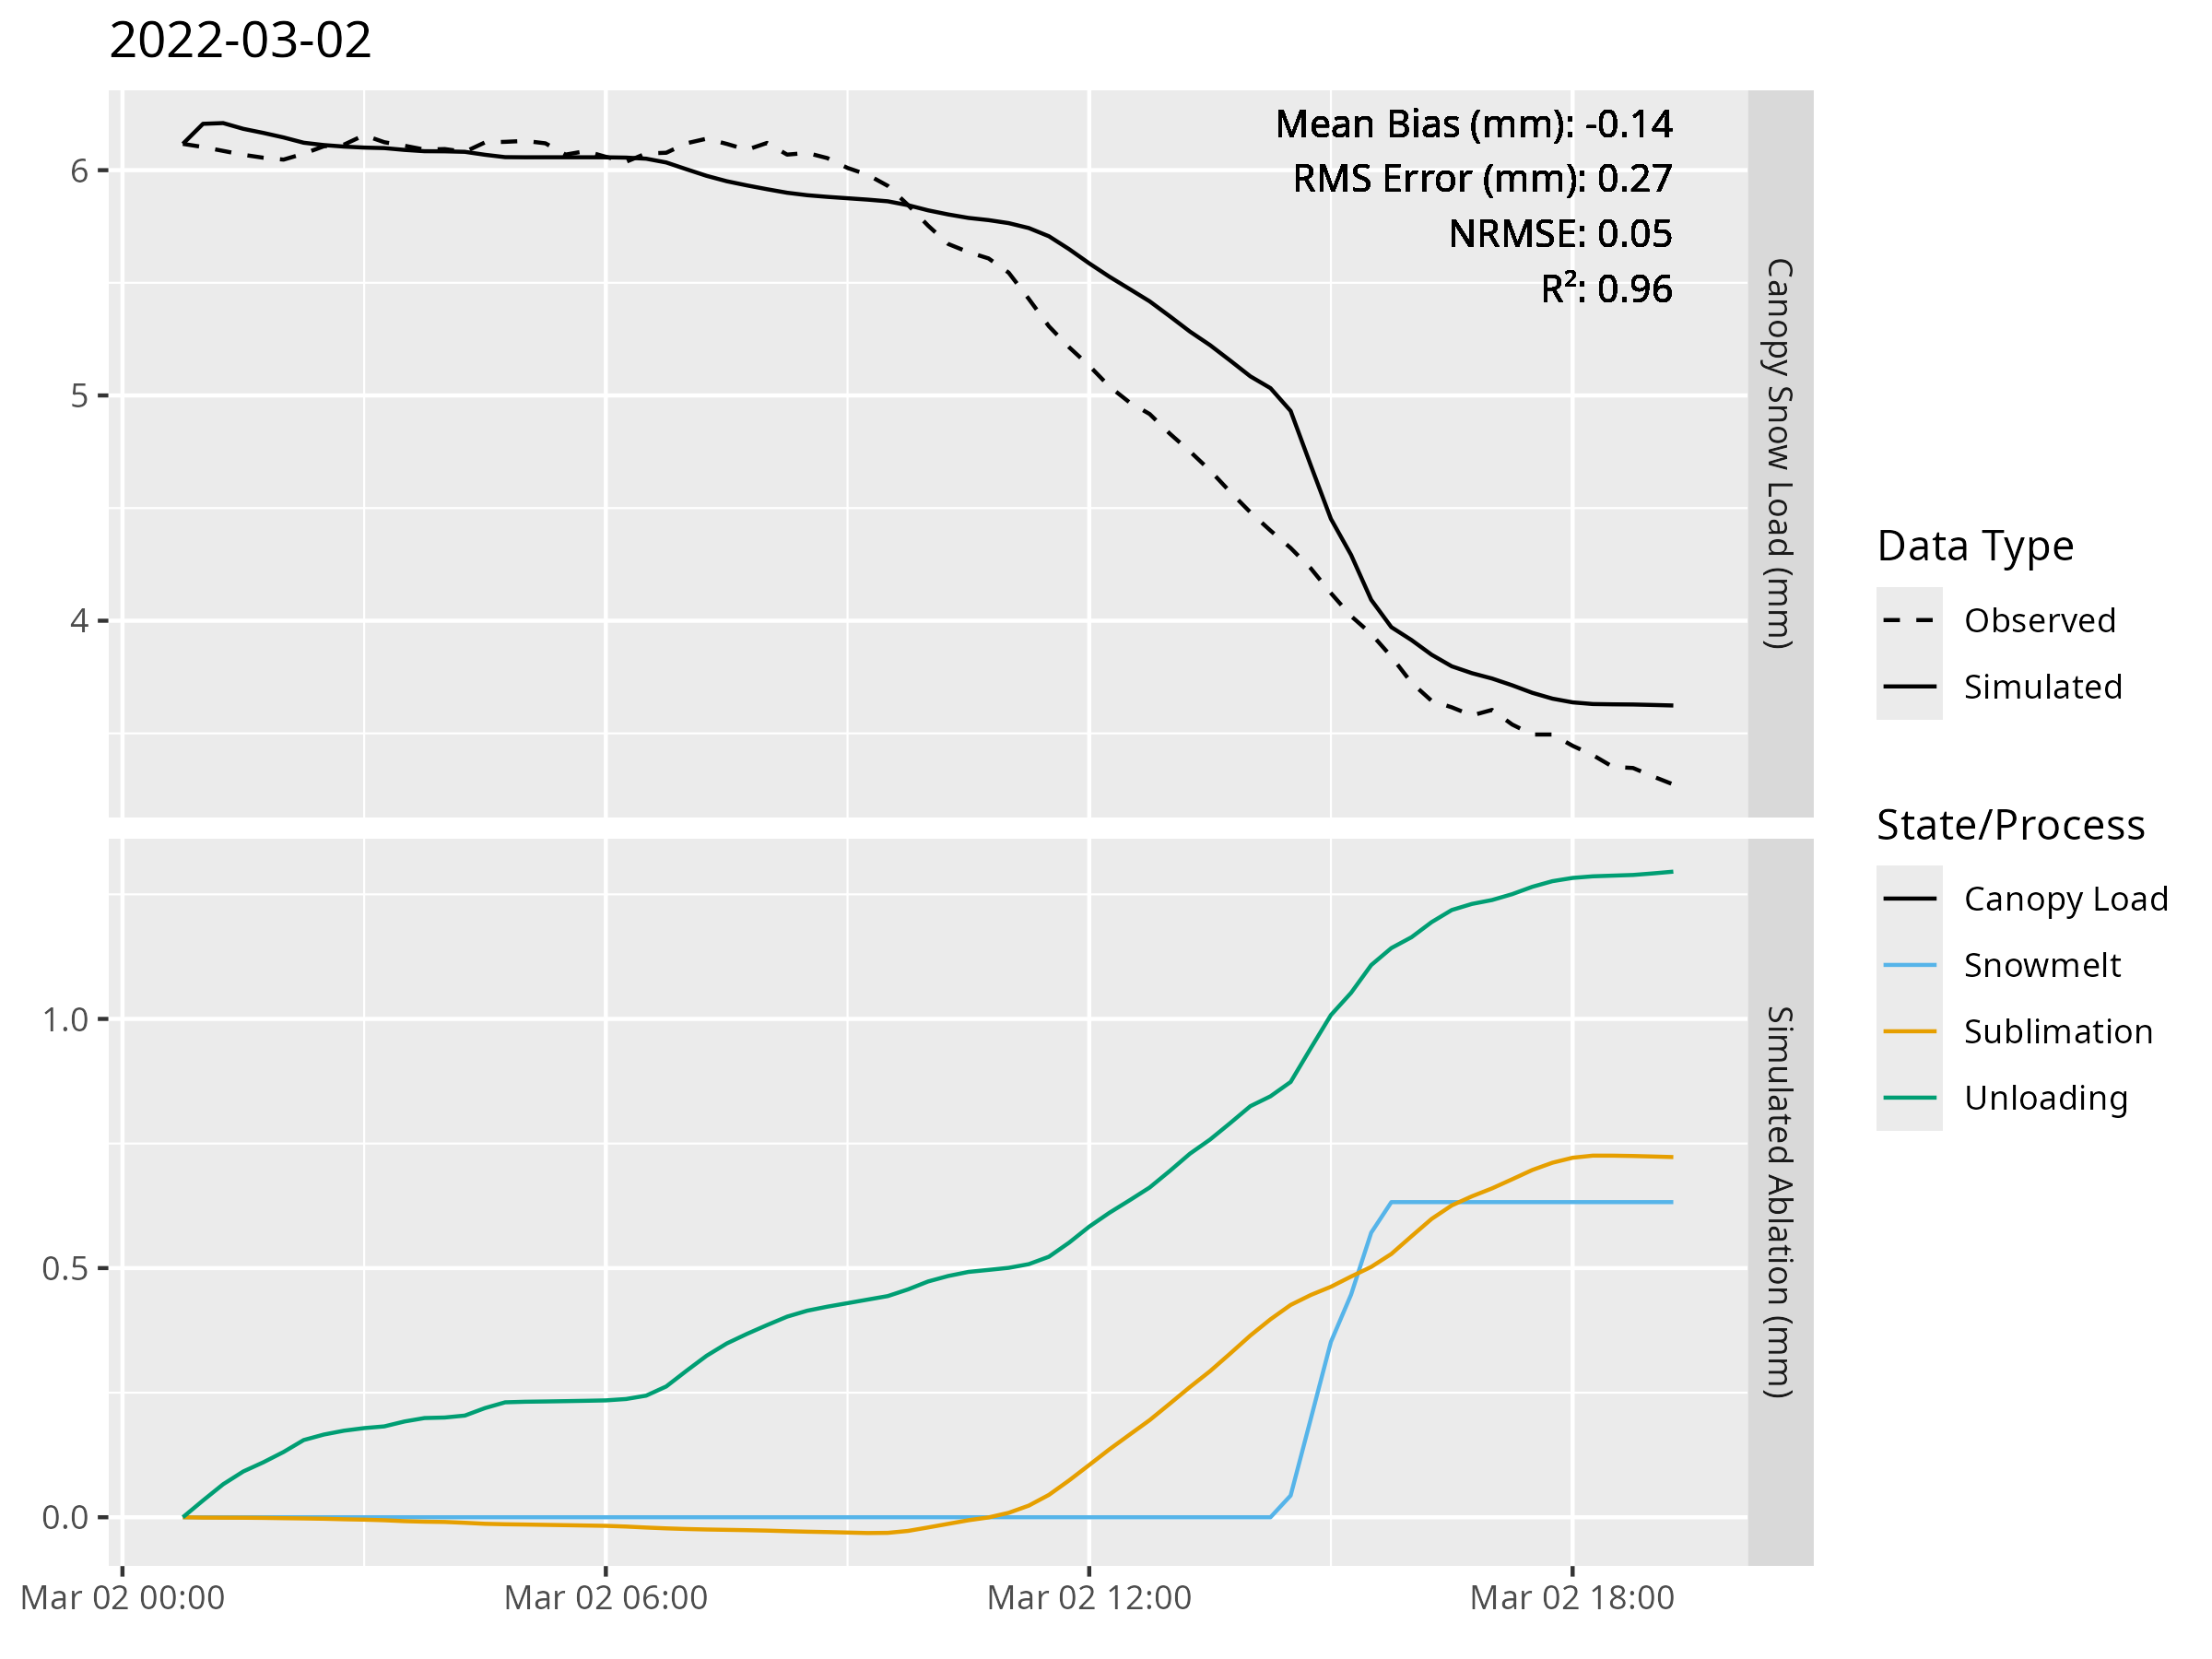 2022-03-02
Mean Bias (mm): -0.14
RMS Error (mm): 0.27
NRMSE: 0.05
R²: 0.96
6
5
4
Canopy Snow Load (mm)
1.0
0.5
0.0
Simulated Ablation (mm)
Mar 02 00:00
Mar 02 06:00
Mar 02 12:00
Mar 02 18:00
Data Type
Observed
Simulated
State/Process
Canopy Load
Snowmelt
Sublimation
Unloading